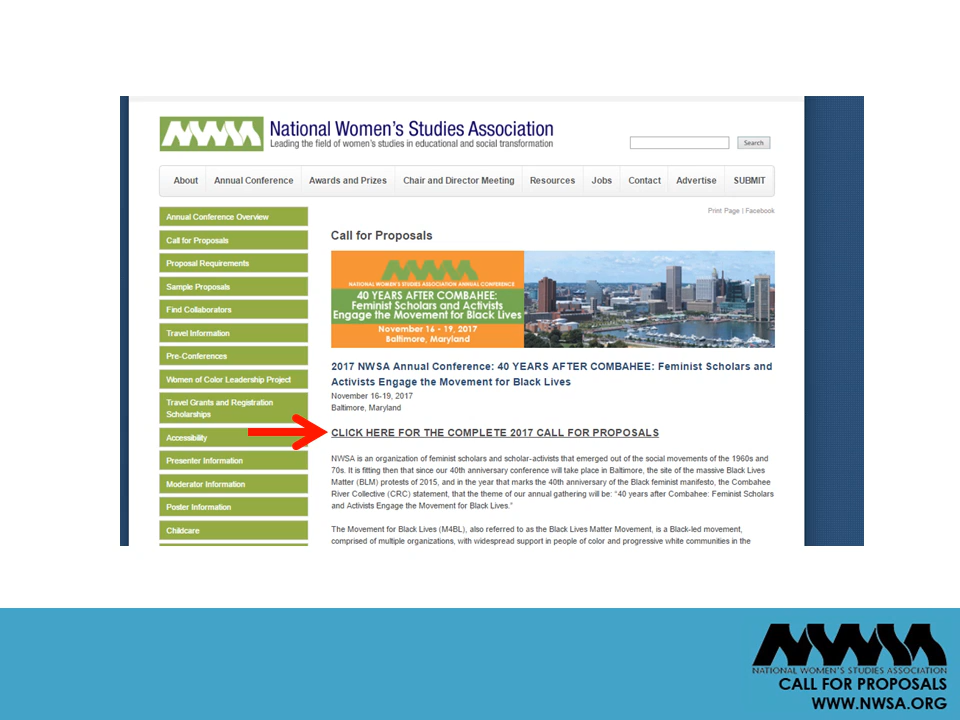 NWSA
National Women's Studies Association
Leading the field of women's studies in educational and social transformation
Search
About
Annual Conference
Awards and Prizes
Chair and Director Meeting
Resources
Jobs
Contact
Advertise
SUBMIT
Print Page | Facebook
Annual Conference Overview
Call for Proposals
Proposal Requirements
Sample Proposals
Find Collaborators
Travel Information
Pre-Conferences
Women of Color Leadership Project
Travel Grants and Registration
Scholarships
Accessibility
Presenter Information
Moderator Information
Poster Information
Childcare
Call for Proposals
NWSA
NATIONAL WOMEN'S STUDIES ASSOCIATION ANNUAL CONFERENCE
40 YEARS AFTER COMBAHEE:
Feminist Scholars and Activists
Engage the Movement for Black Lives
November 16 - 19, 2017
Baltimore, Maryland
2017 NWSA Annual Conference: 40 YEARS AFTER COMBAHEE: Feminist Scholars and
Activists Engage the Movement for Black Lives
November 16-19, 2017
Baltimore, Maryland
CLICK HERE FOR THE COMPLETE 2017 CALL FOR PROPOSALS
NWSA is an organization of feminist scholars and scholar-activists that emerged out of the social movements of the 1960s and
70s. It is fitting then that since our 40th anniversary conference will take place in Baltimore, the site of the massive Black Lives
Matter (BLM) protests of 2015, and in the year that marks the 40th anniversary of the Black feminist manifesto, the Combahee
River Collective (CRC) statement, that the theme of our annual gathering will be: "40 years after Combahee: Feminist Scholars
and Activists Engage the Movement for Black Lives."
The Movement for Black Lives (M4BL), also referred to as the Black Lives Matter Movement, is a Black-led movement,
comprised of multiple organizations, with widespread support in people of color and progressive white communities in the
NWSA
NATIONAL WOMEN'S STUDIES ASSOCIATION
CALL FOR PROPOSALS
WWW.NWSA.ORG